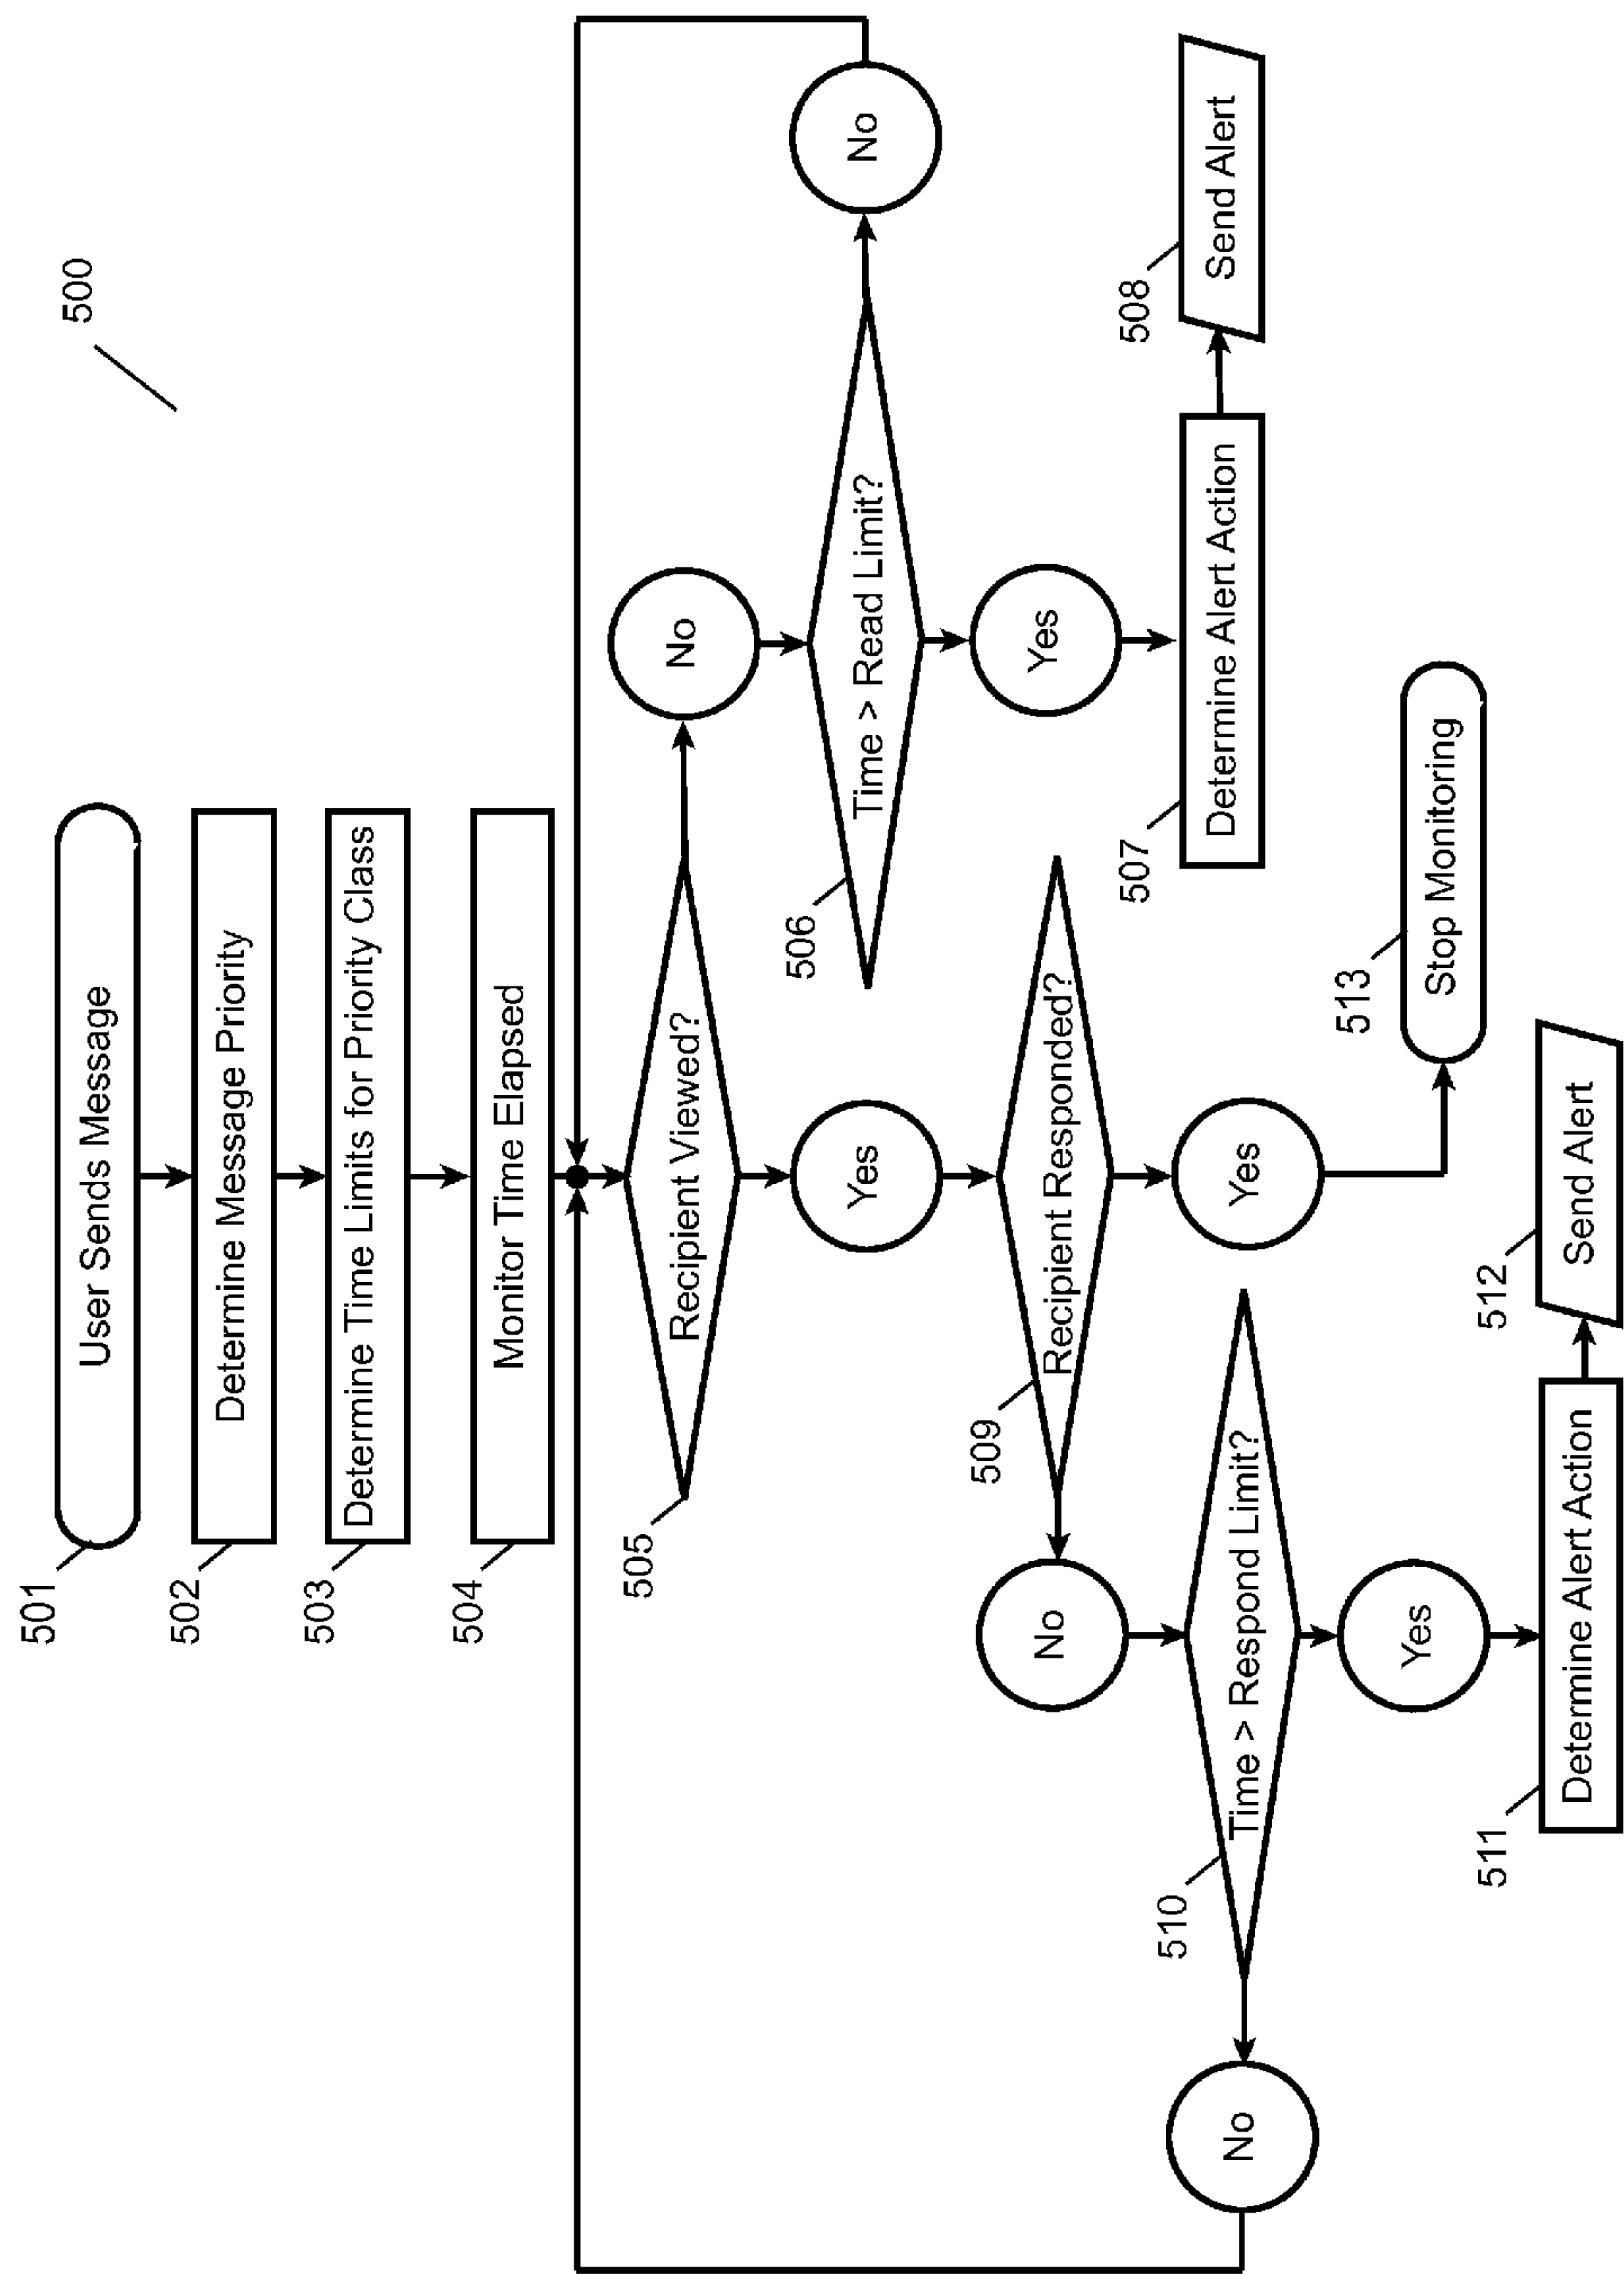 500
501
User Sends Message
502
Determine Message Priority
503
Determine Time Limits for Priority Class
504
Monitor Time Elapsed
505
Recipient Viewed?
No
Yes
506
Time > Read Limit?
No
Yes
507
Determine Alert Action
508
Send Alert
509
Recipient Responded?
No
Yes
510
Time > Respond Limit?
No
Yes
511
Determine Alert Action
512
Send Alert
513
Stop Monitoring